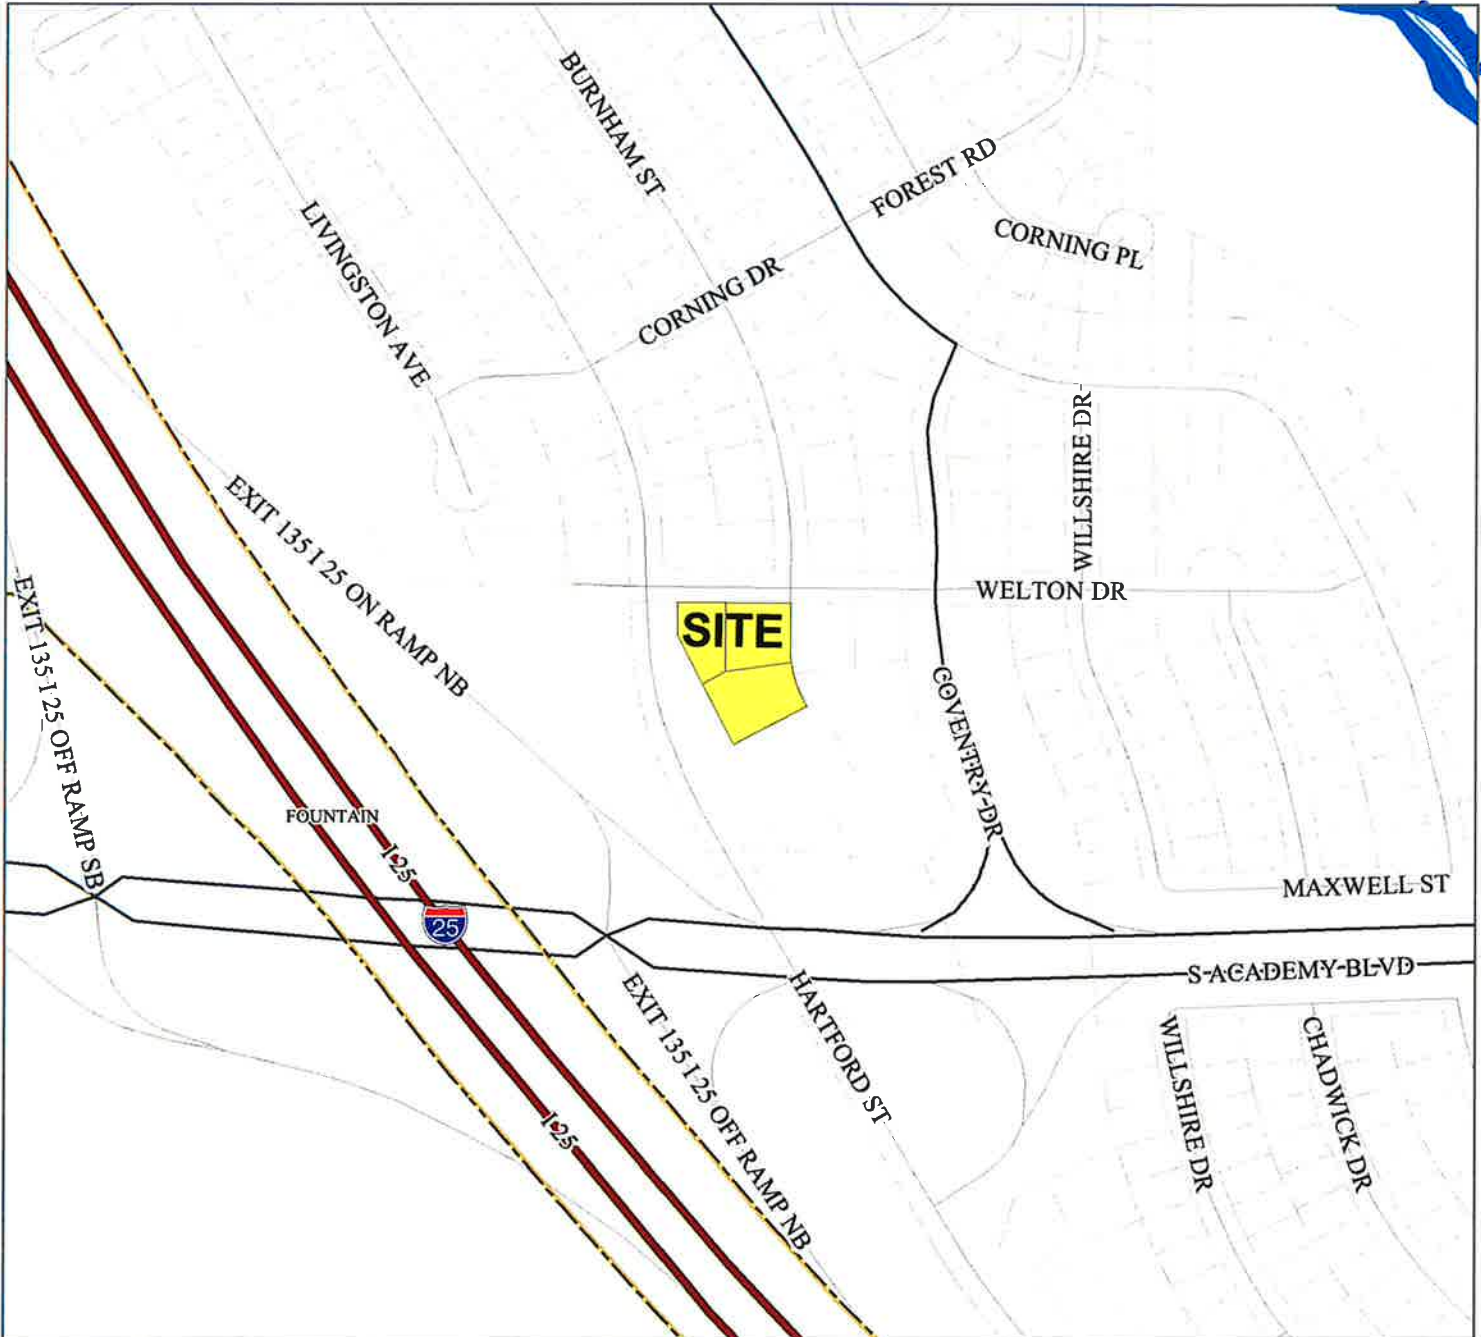 BURNHAM ST
FOREST RD
LIVINGSTON AVE
CORNING PL
CORNING DR
WILLSHIRE DR
EXIT 135 I 25 ON RAMP NB
EXIT 135 I 25 OFF RAMP SB
WELTON DR
SITE
COVENTRY DR
FOUNTAIN
I 25
25
MAXWELL ST
S ACADEMY BLVD
HARTFORD ST
EXIT 135 I 25 OFF RAMP NB
WILLSHIRE DR
CHADWICK DR
I 25